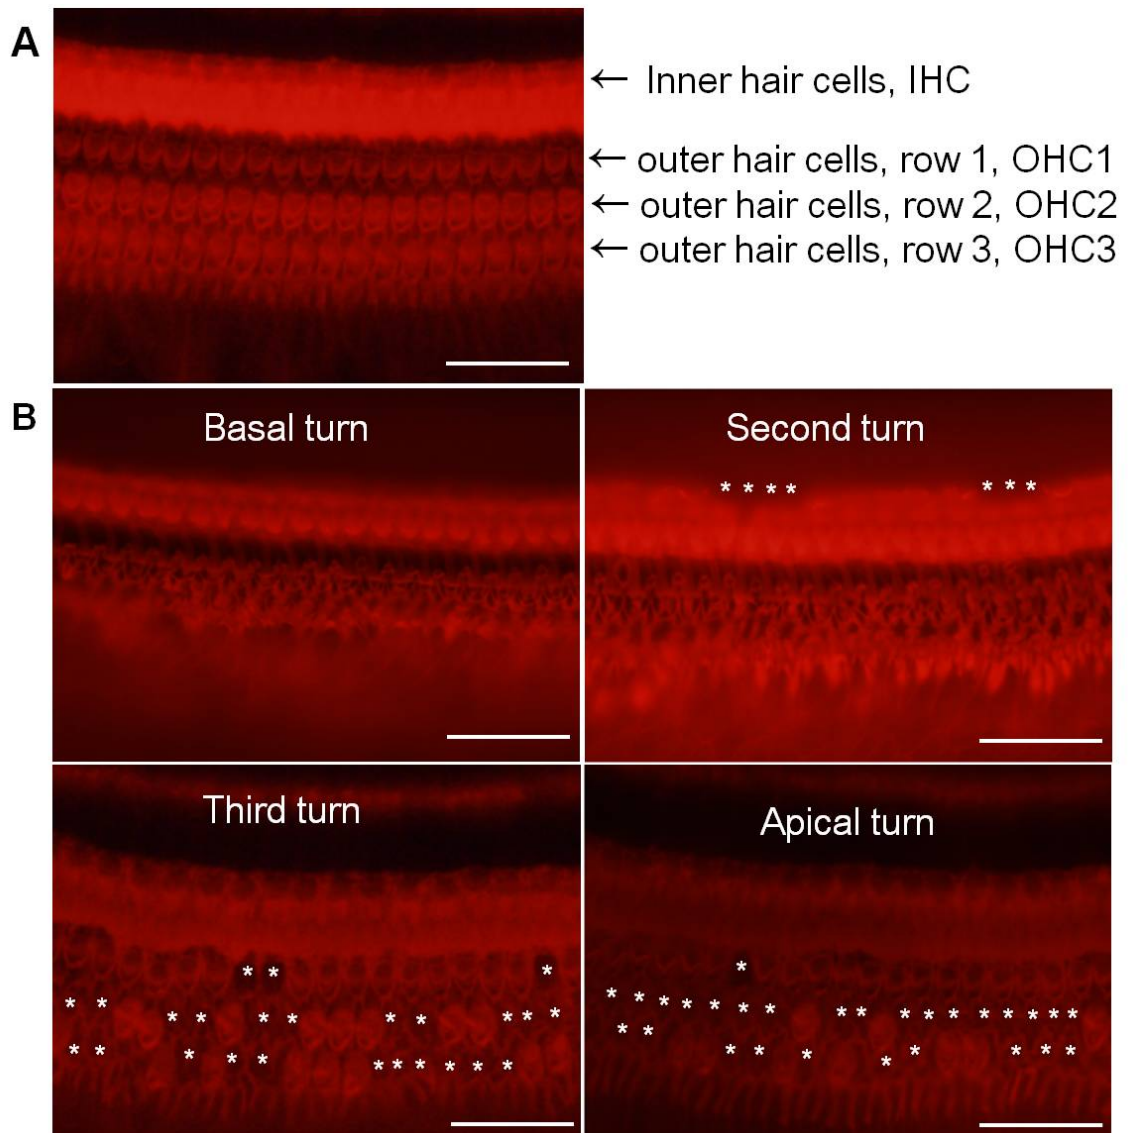 A
← Inner hair cells, IHC
← outer hair cells, row 1, OHC1
← outer hair cells, row 2, OHC2
← outer hair cells, row 3, OHC3
B
Basal turn
Second turn
* * * * * * *
Third turn
Apical turn
* * *
*
* * * * * * * * * * * *
* * * * * * * * * * * * * * * * * * *
* * * * * * * * * * *
* * * * * * * * * * *